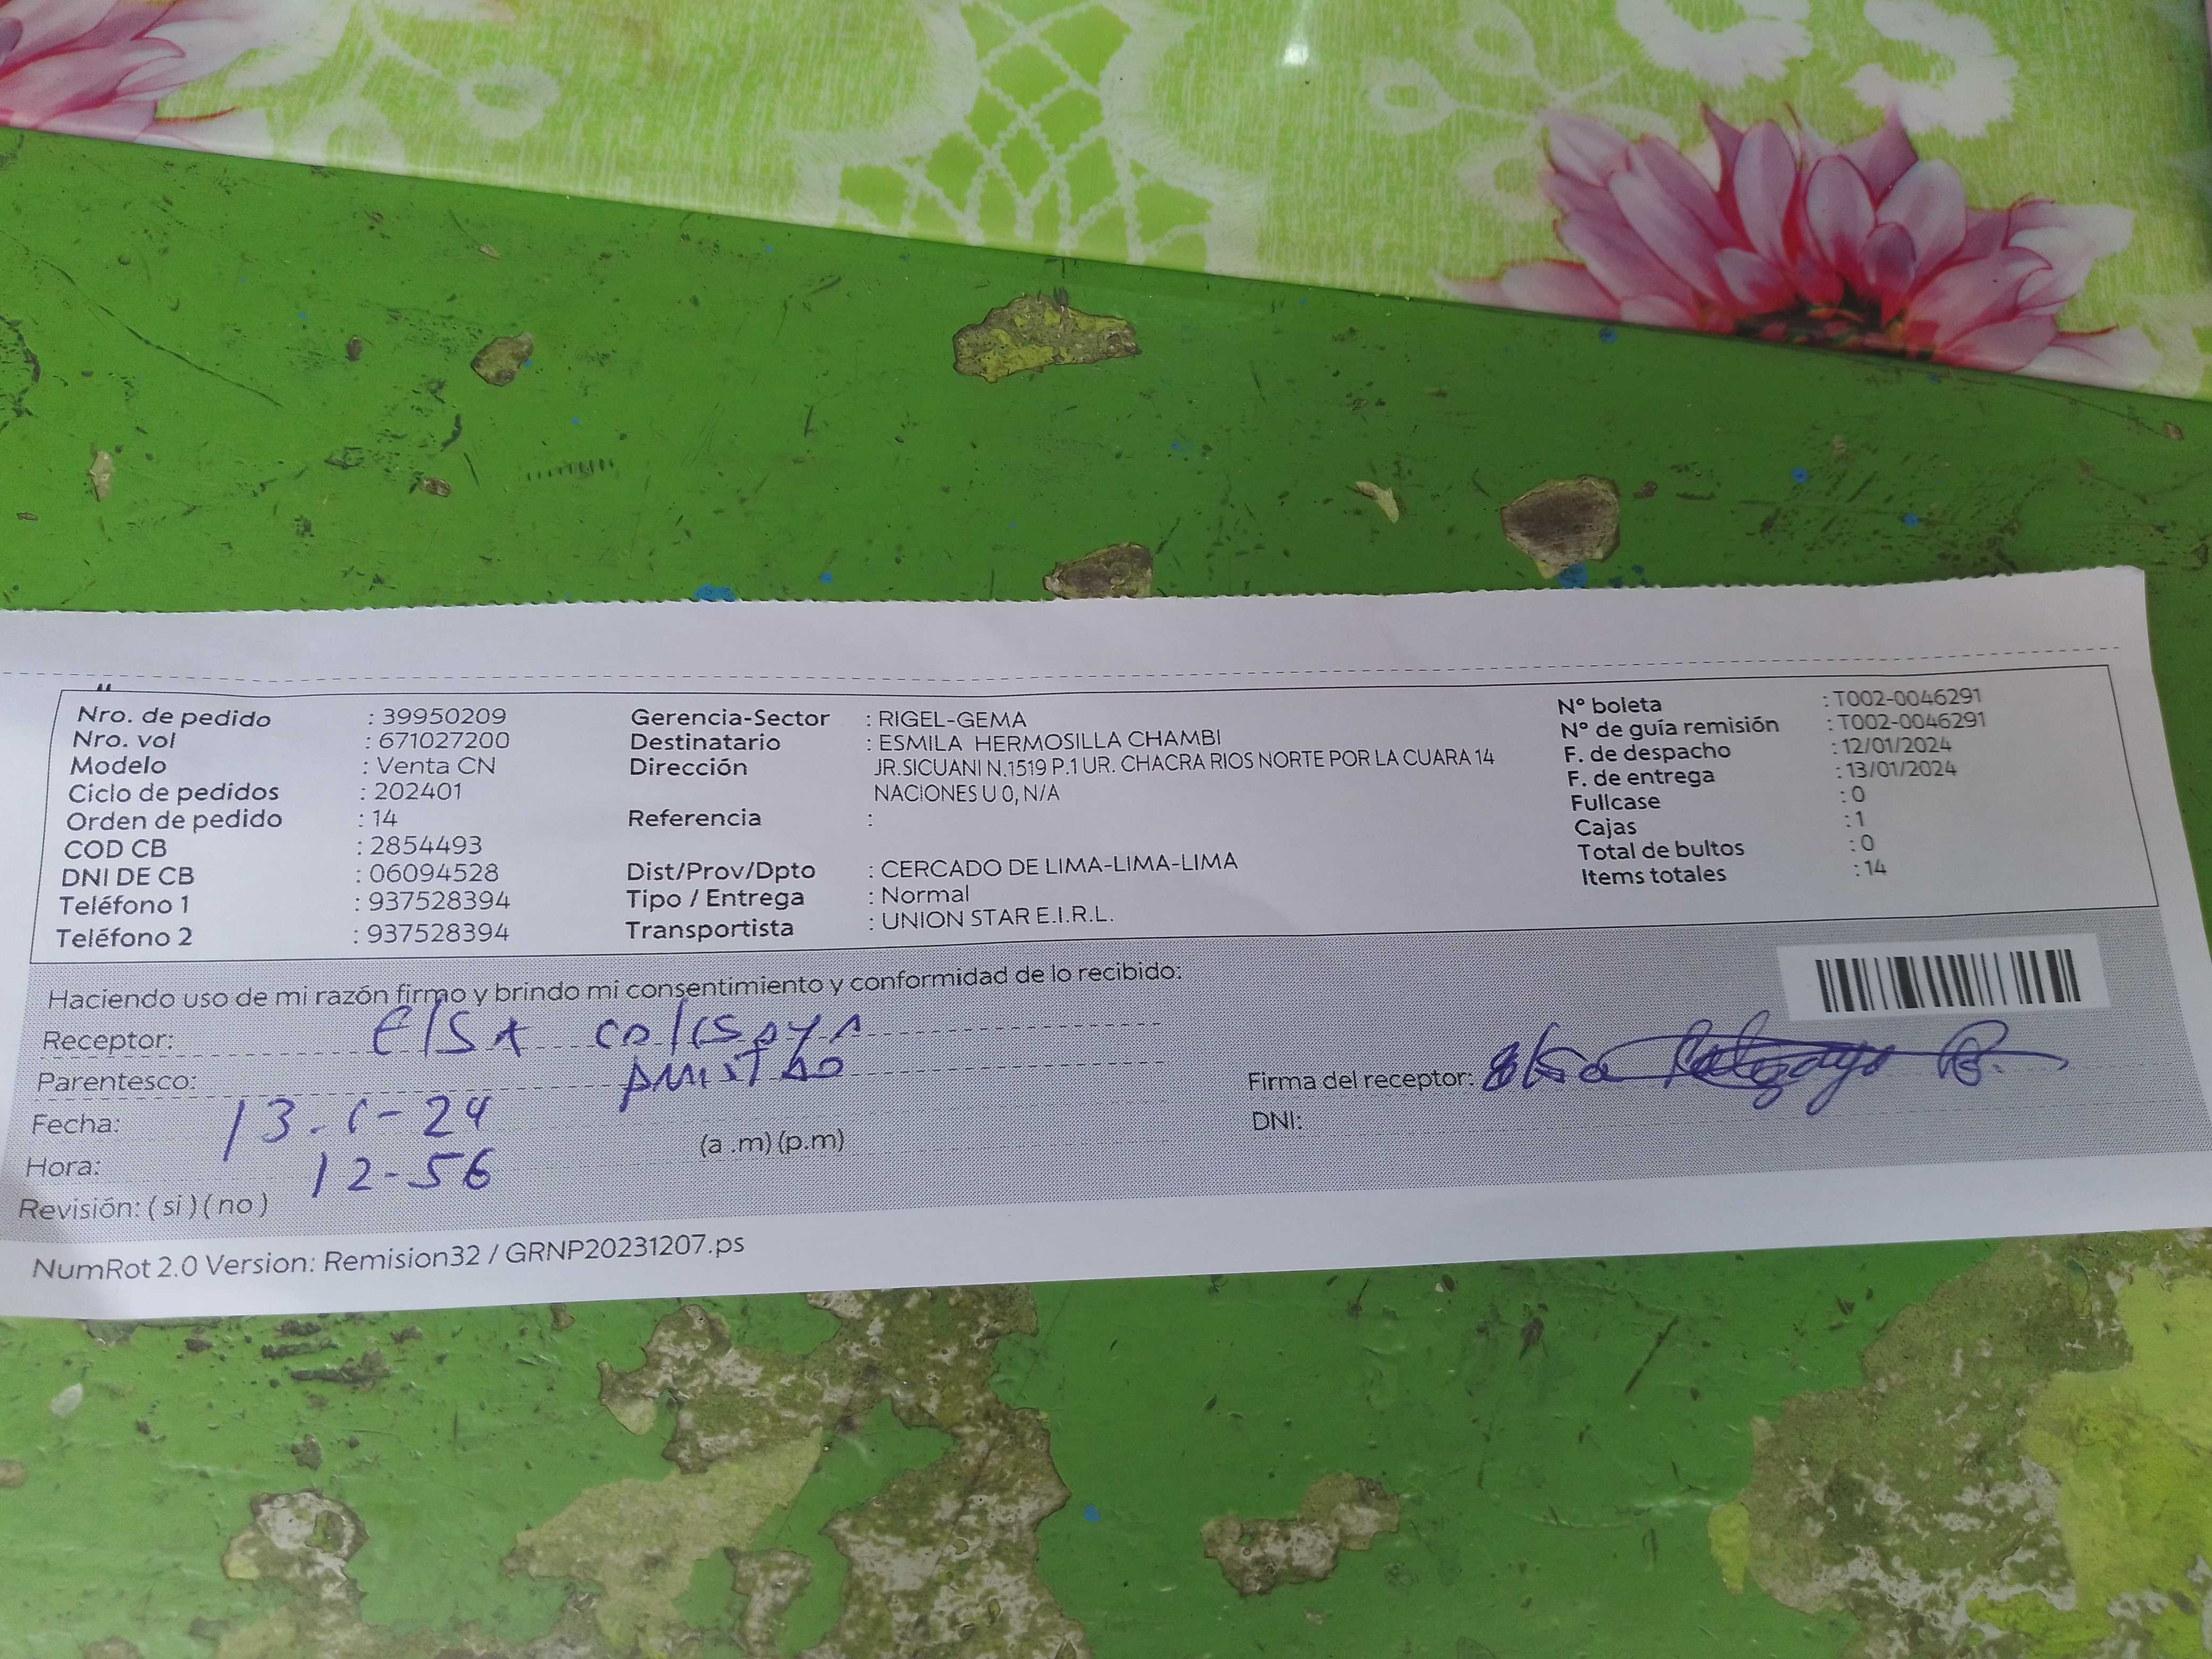 Nro. de pedido : 39950209
Nro. vol : 671027200
Modelo : Venta CN
Ciclo de pedidos : 202401
Orden de pedido : 14
COD CB : 2854493
DNI DE CB : 06094528
Teléfono 1 : 937528394
Teléfono 2 : 937528394
Gerencia-Sector : RIGEL-GEMA
Destinatario : ESMILA HERMOSILLA CHAMBI
Dirección JR.SICUANI N.1519 P.1 UR. CHACRA RIOS NORTE POR LA CUARA 14
NACIONES U 0, N/A
Referencia :
Dist/Prov/Dpto : CERCADO DE LIMA-LIMA-LIMA
Tipo / Entrega : Normal
Transportista : UNION STAR E.I.R.L.
N° boleta : T002-0046291
N° de guía remisión : T002-0046291
F. de despacho : 12/01/2024
F. de entrega : 13/01/2024
Fullcase : 0
Cajas : 1
Total de bultos : 0
Items totales : 14
Haciendo uso de mi razón firmo y brindo mi consentimiento y conformidad de lo recibido:
Receptor: elsA
Parentesco:
Fecha: 13-1-24
Hora: 12-56 (a .m) (p.m)
Revisión: ( si ) ( no )
Firma del receptor:
DNI:
NumRot 2.0 Version: Remision32 / GRNP20231207.ps